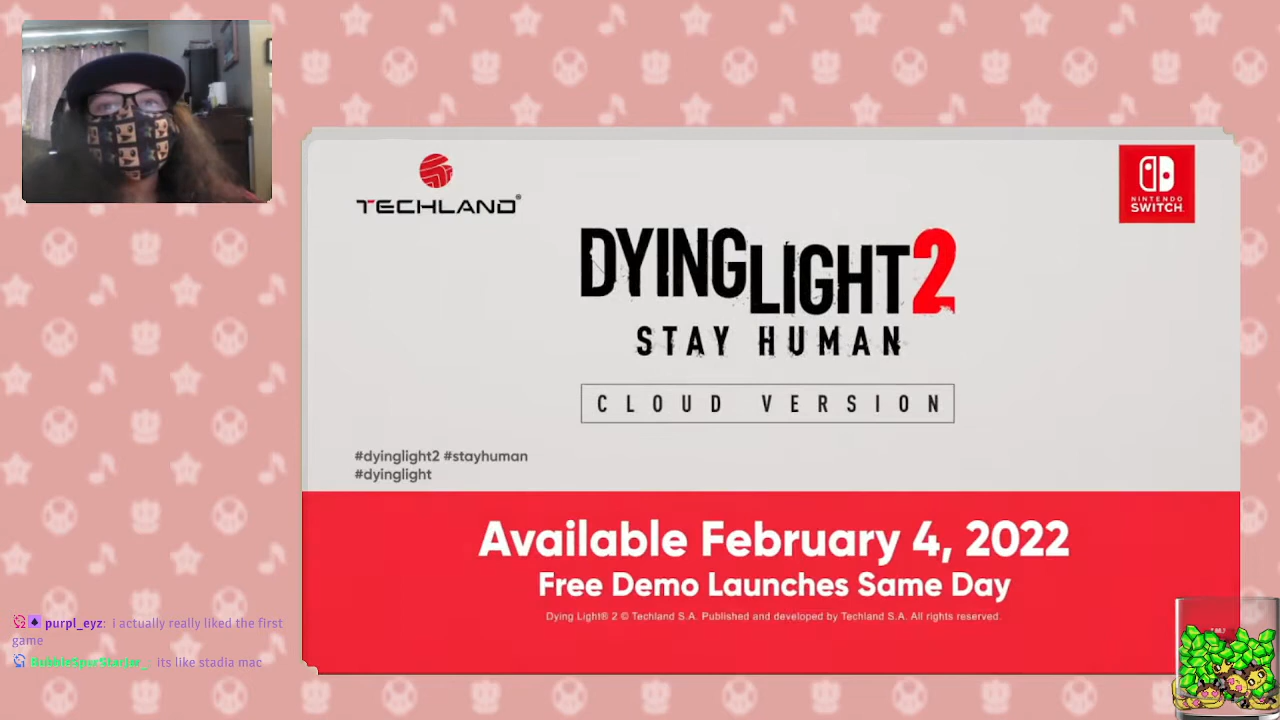 TECHLAND®
NINTENDO
SWITCH
DYING LIGHT 2
STAY HUMAN
CLOUD VERSION
#dyinglight2 #stayhuman
#dyinglight
Available February 4, 2022
Free Demo Launches Same Day
Dying Light® 2 © Techland S.A. Published and developed by Techland S.A. All rights reserved.
purpl_eyz: i actually really liked the first
game
its like stadia mac